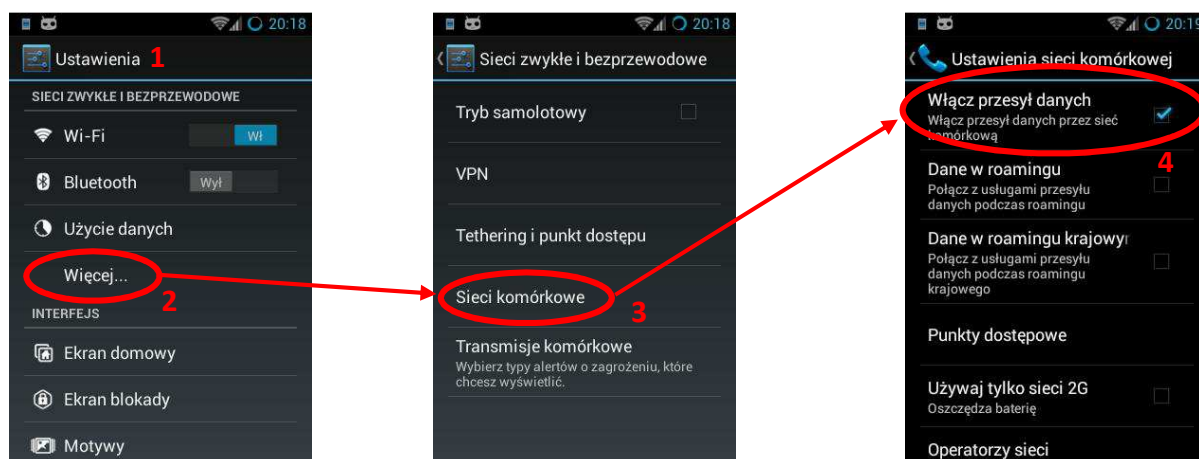 20:18
Ustawienia 1
SIECI ZWYKŁE I BEZPRZEWODOWE
Wi-Fi Wł
Bluetooth Wył
Użycie danych
Więcej...
2
INTERFEJS
Ekran domowy
Ekran blokady
Motywy
20:18
Sieci zwykłe i bezprzewodowe
Tryb samolotowy
VPN
Tethering i punkt dostępu
Sieci komórkowe
3
Transmisje komórkowe
Wybierz typy alertów o zagrożeniu, które
chcesz wyświetlić.
20:19
Ustawienia sieci komórkowej
Włącz przesył danych
Włącz przesył danych przez sieć
komórkową
4
Dane w roamingu
Połącz z usługami przesyłu
danych podczas roamingu
Dane w roamingu krajowyr
Połącz z usługami przesyłu
danych podczas roamingu
krajowego
Punkty dostępowe
Używaj tylko sieci 2G
Oszczędza baterię
Operatorzy sieci